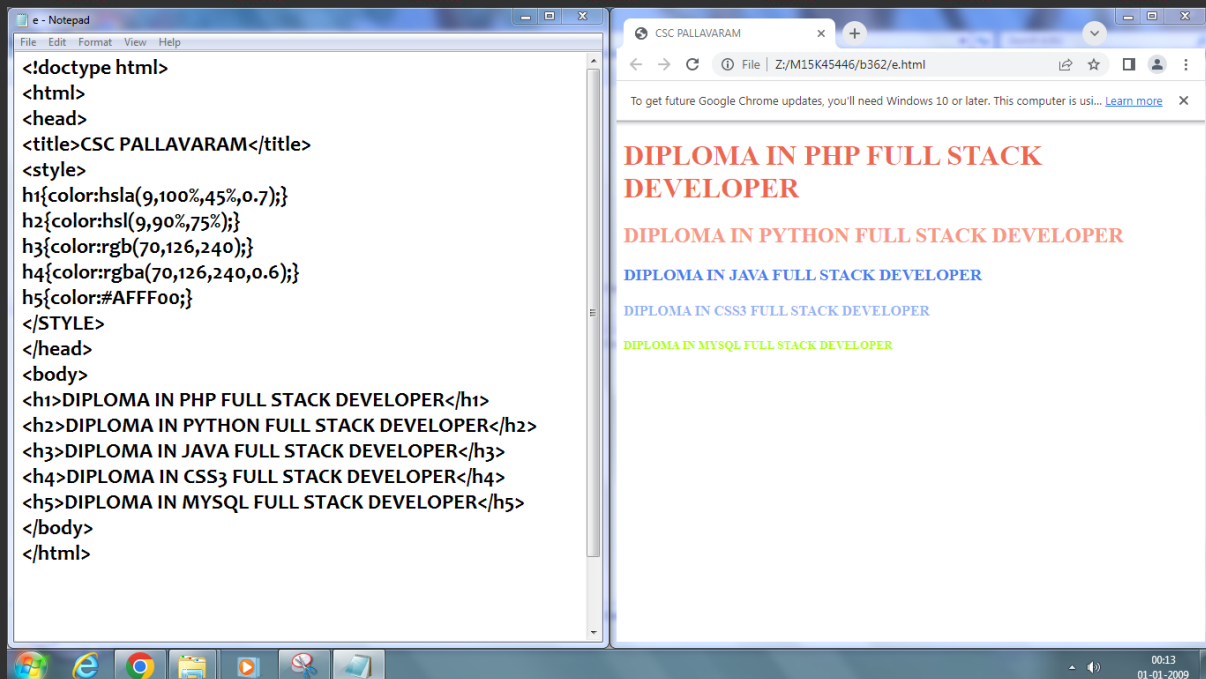 e - Notepad
File Edit Format View Help
<!doctype html>
<html>
<head>
<title>CSC PALLAVARAM</title>
<style>
h1{color:hsla(9,100%,45%,0.7);}
h2{color:hsl(9,90%,75%);}
h3{color:rgb(70,126,240);}
h4{color:rgba(70,126,240,0.6);}
h5{color:#AFFF00;}
</STYLE>
</head>
<body>
<h1>DIPLOMA IN PHP FULL STACK DEVELOPER</h1>
<h2>DIPLOMA IN PYTHON FULL STACK DEVELOPER</h2>
<h3>DIPLOMA IN JAVA FULL STACK DEVELOPER</h3>
<h4>DIPLOMA IN CSS3 FULL STACK DEVELOPER</h4>
<h5>DIPLOMA IN MYSQL FULL STACK DEVELOPER</h5>
</body>
</html>
CSC PALLAVARAM
File Z:/M15K45446/b362/e.html
To get future Google Chrome updates, you'll need Windows 10 or later. This computer is usi... Learn more
DIPLOMA IN PHP FULL STACK
DEVELOPER
DIPLOMA IN PYTHON FULL STACK DEVELOPER
DIPLOMA IN JAVA FULL STACK DEVELOPER
DIPLOMA IN CSS3 FULL STACK DEVELOPER
DIPLOMA IN MYSQL FULL STACK DEVELOPER
00:13
01-01-2009